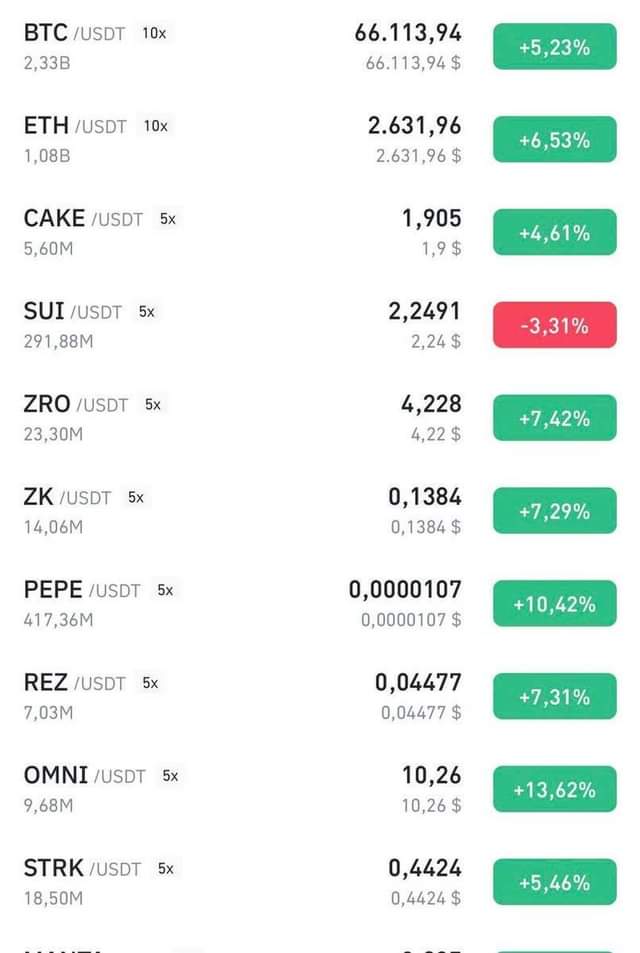 BTC /USDT 10x 66.113,94 +5,23%
2,33B 66.113,94 $
ETH /USDT 10x 2.631,96 +6,53%
1,08B 2.631,96 $
CAKE /USDT 5x 1,905 +4,61%
5,60M 1,9 $
SUI /USDT 5x 2,2491 -3,31%
291,88M 2,24 $
ZRO /USDT 5x 4,228 +7,42%
23,30M 4,22 $
ZK /USDT 5x 0,1384 +7,29%
14,06M 0,1384 $
PEPE /USDT 5x 0,0000107 +10,42%
417,36M 0,0000107 $
REZ /USDT 5x 0,04477 +7,31%
7,03M 0,04477 $
OMNI /USDT 5x 10,26 +13,62%
9,68M 10,26 $
STRK /USDT 5x 0,4424 +5,46%
18,50M 0,4424 $